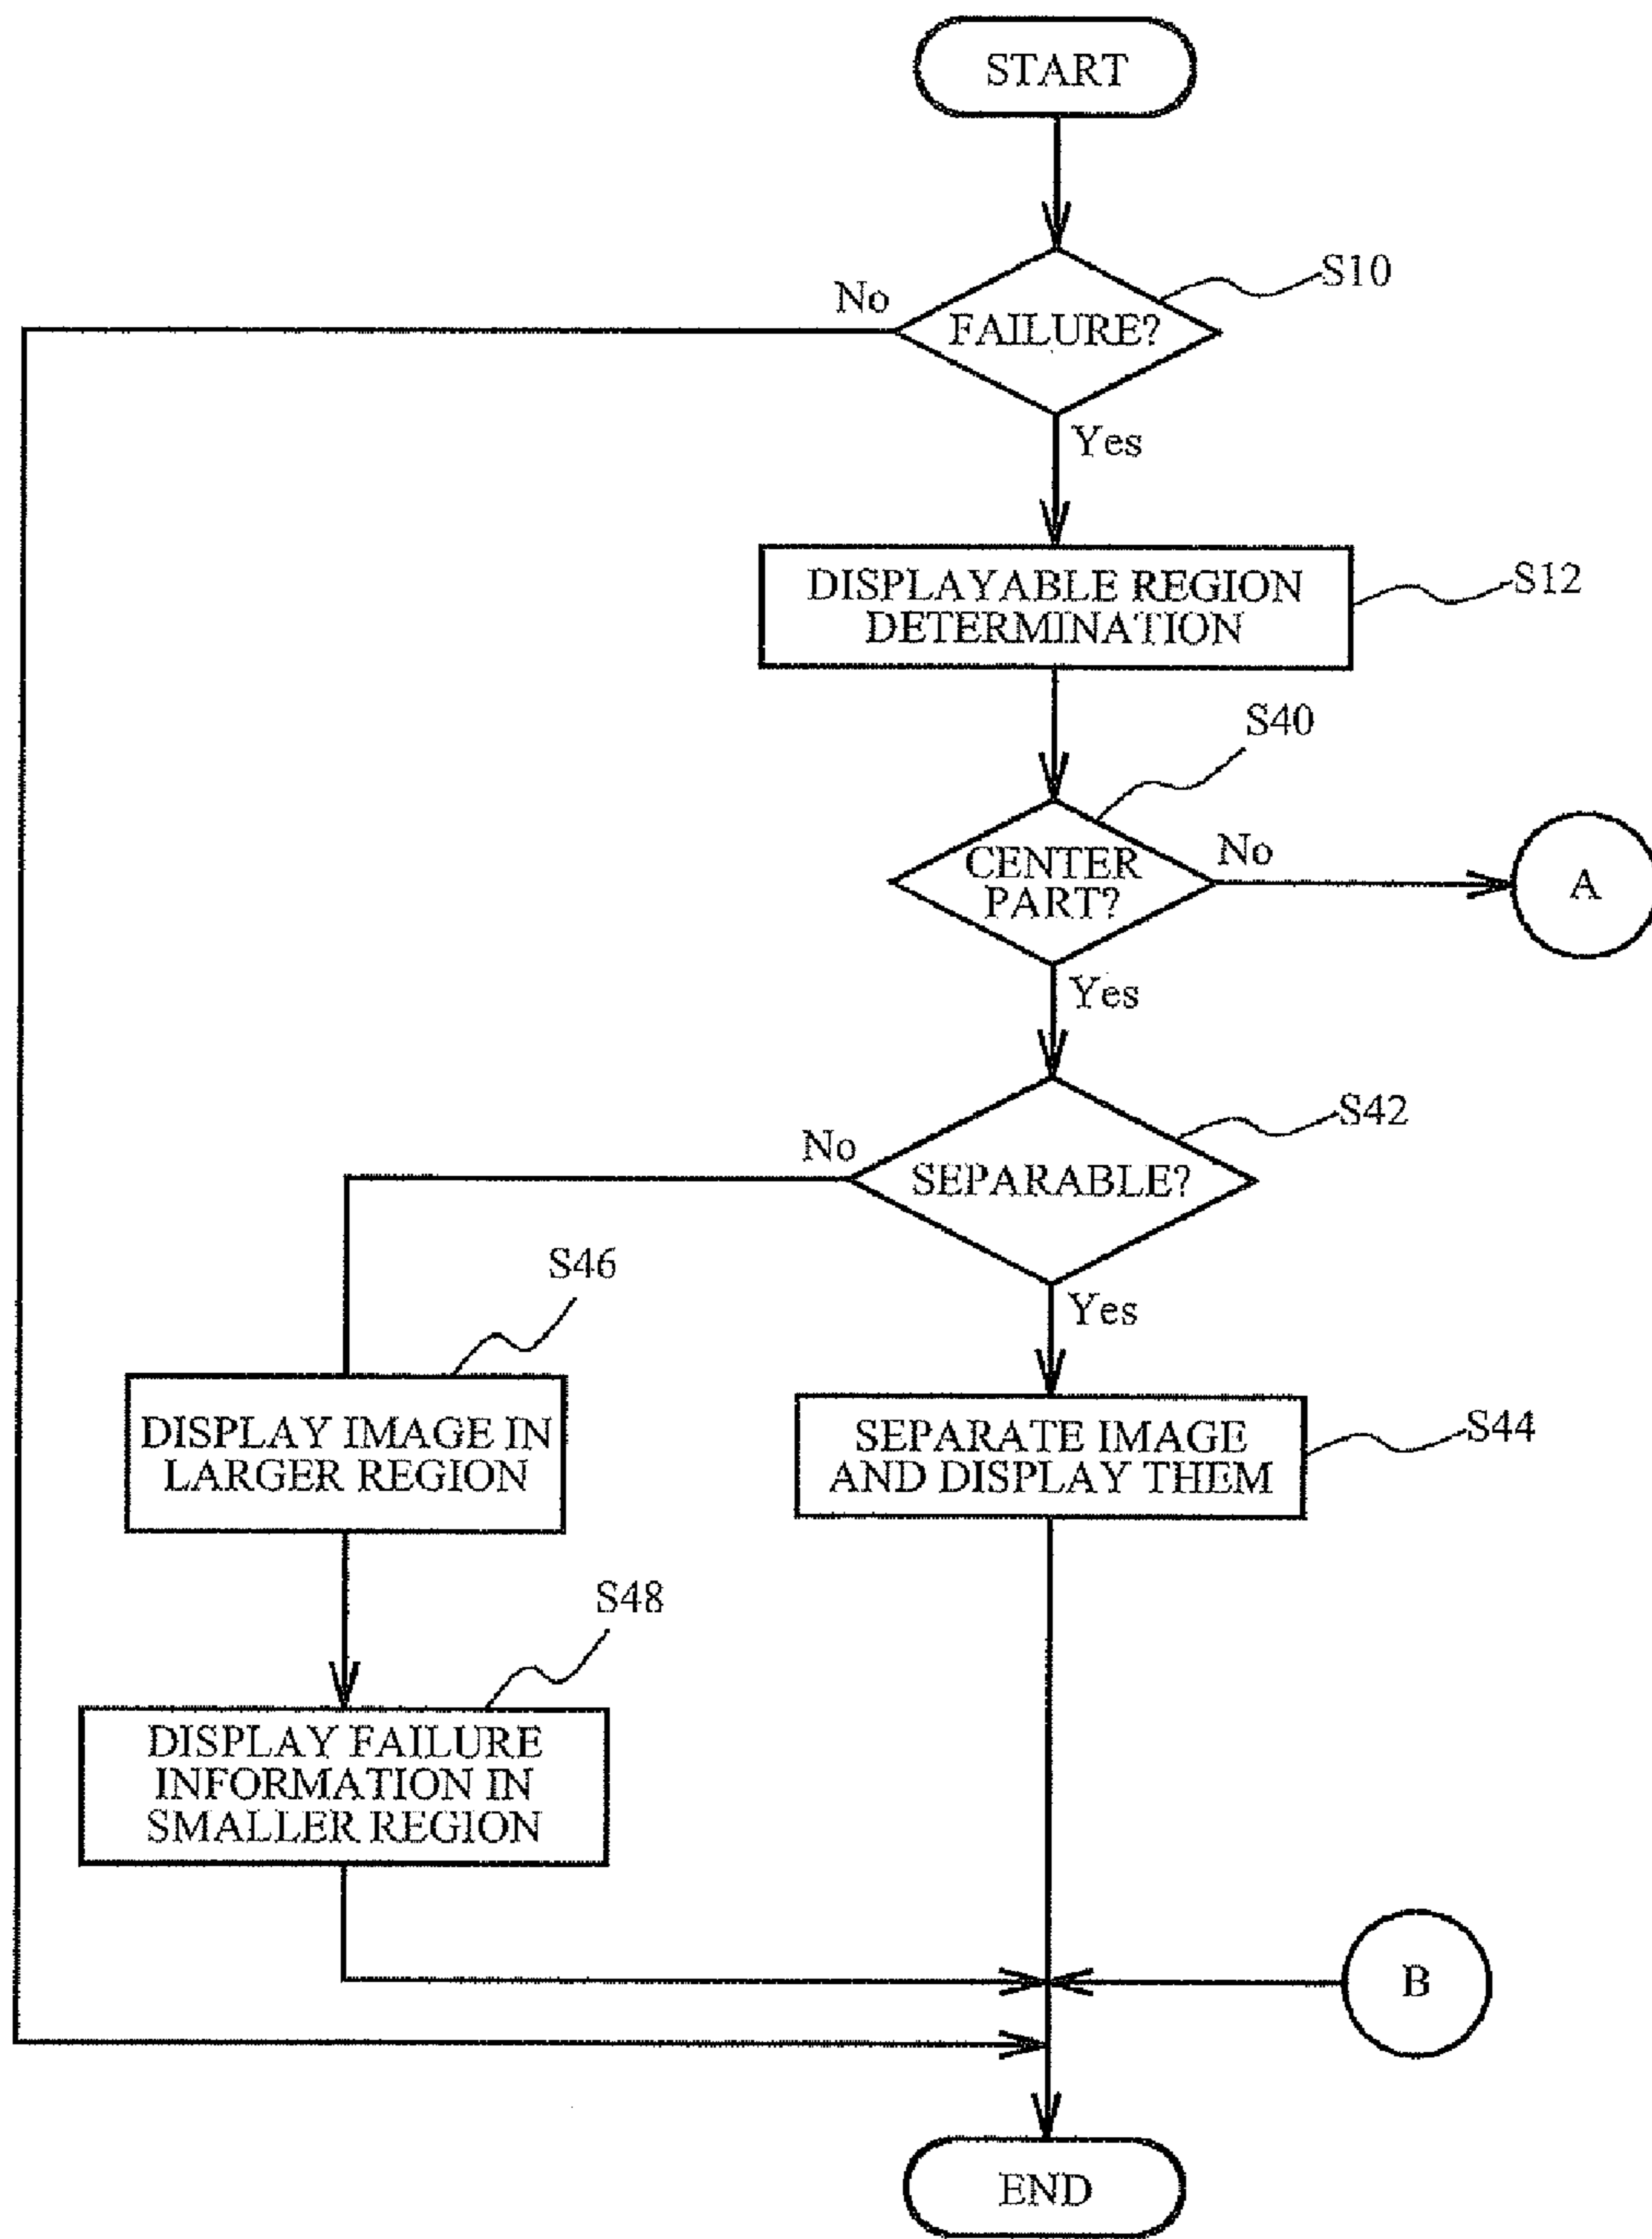 START
S10
No
FAILURE?
Yes
DISPLAYABLE REGION
DETERMINATION
S12
S40
CENTER
PART?
No
A
Yes
S42
No
SEPARABLE?
Yes
S46
DISPLAY IMAGE IN
LARGER REGION
SEPARATE IMAGE
AND DISPLAY THEM
S44
S48
DISPLAY FAILURE
INFORMATION IN
SMALLER REGION
B
END